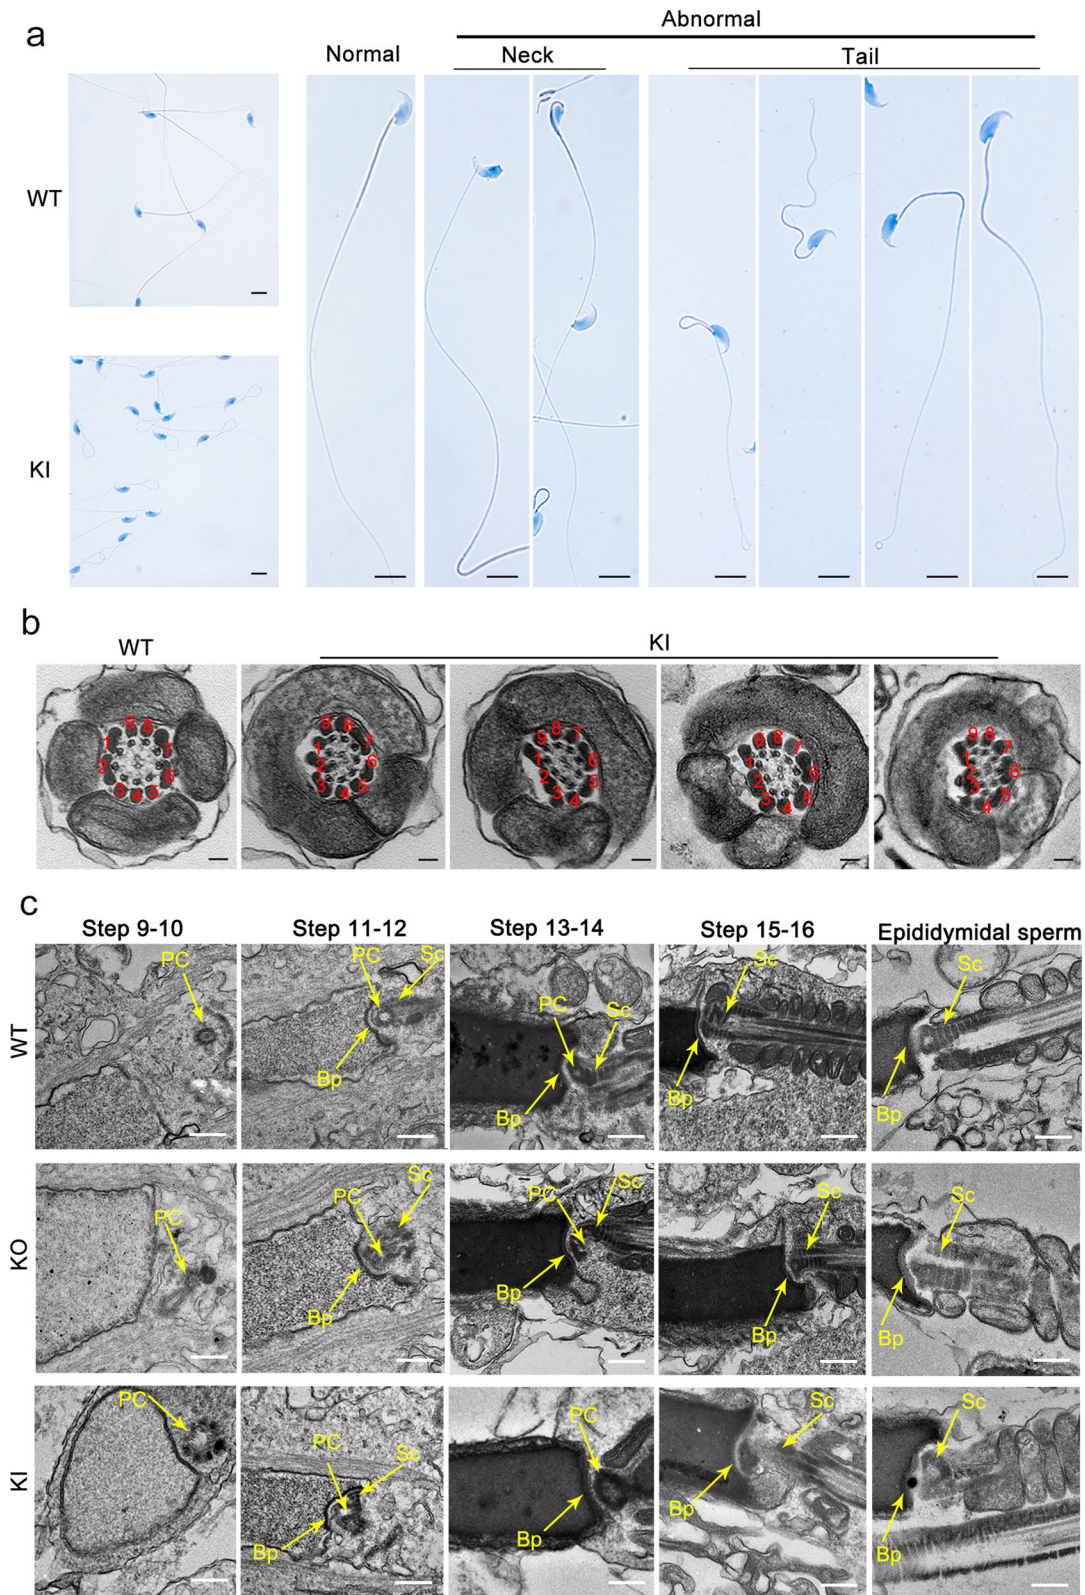 a
Abnormal
Normal
Neck
Tail
WT
KI
b
WT
KI
9 8
1 7
2 6
3 4 5
9 8
1 7
2 6
3 4 5
9 8 7
1 6
2 5
3 4
9 8
1 7
2 6
3 4 5
9 8 7
1
2 6
3 5
4
c
Step 9-10
Step 11-12
Step 13-14
Step 15-16
Epididymidal sperm
WT
PC
PC
Sc
Bp
PC
Sc
Bp
Sc
Bp
Sc
Bp
KO
PC
PC
Sc
Bp
PC
Sc
Bp
Sc
Bp
Sc
Bp
KI
PC
PC
Sc
Bp
PC
Bp
Sc
Bp
Sc
Bp